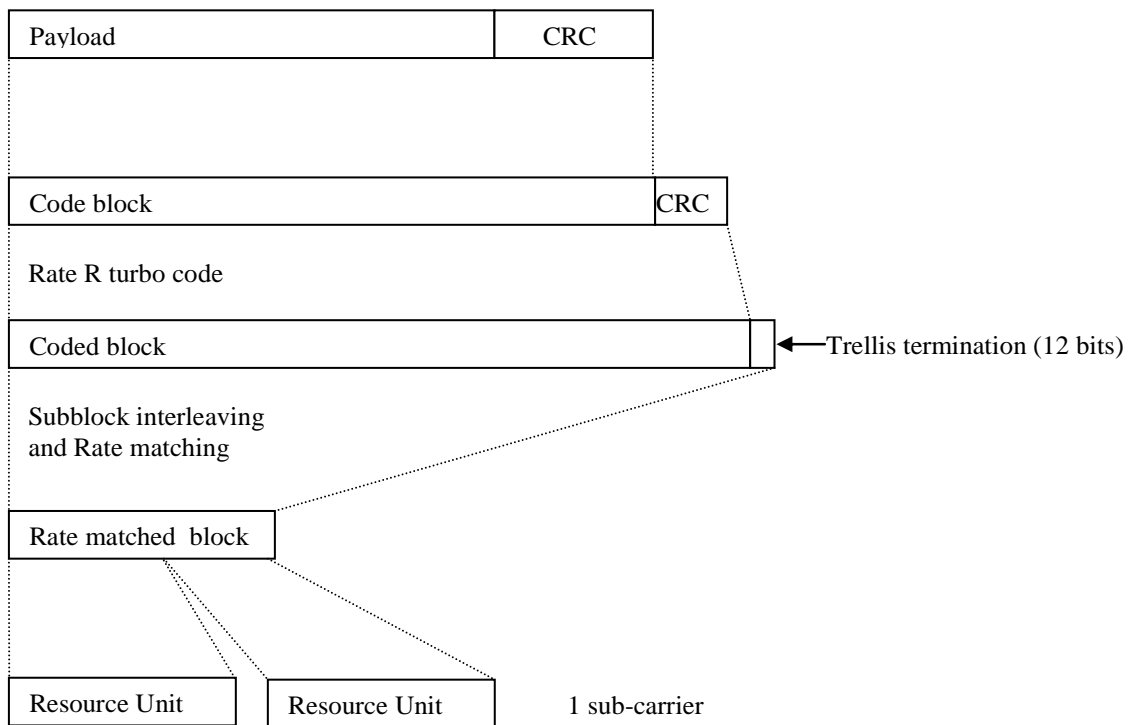 Payload CRC
Code block CRC
Rate R turbo code
Coded block Trellis termination (12 bits)
Subblock interleaving
and Rate matching
Rate matched block
Resource Unit Resource Unit 1 sub-carrier